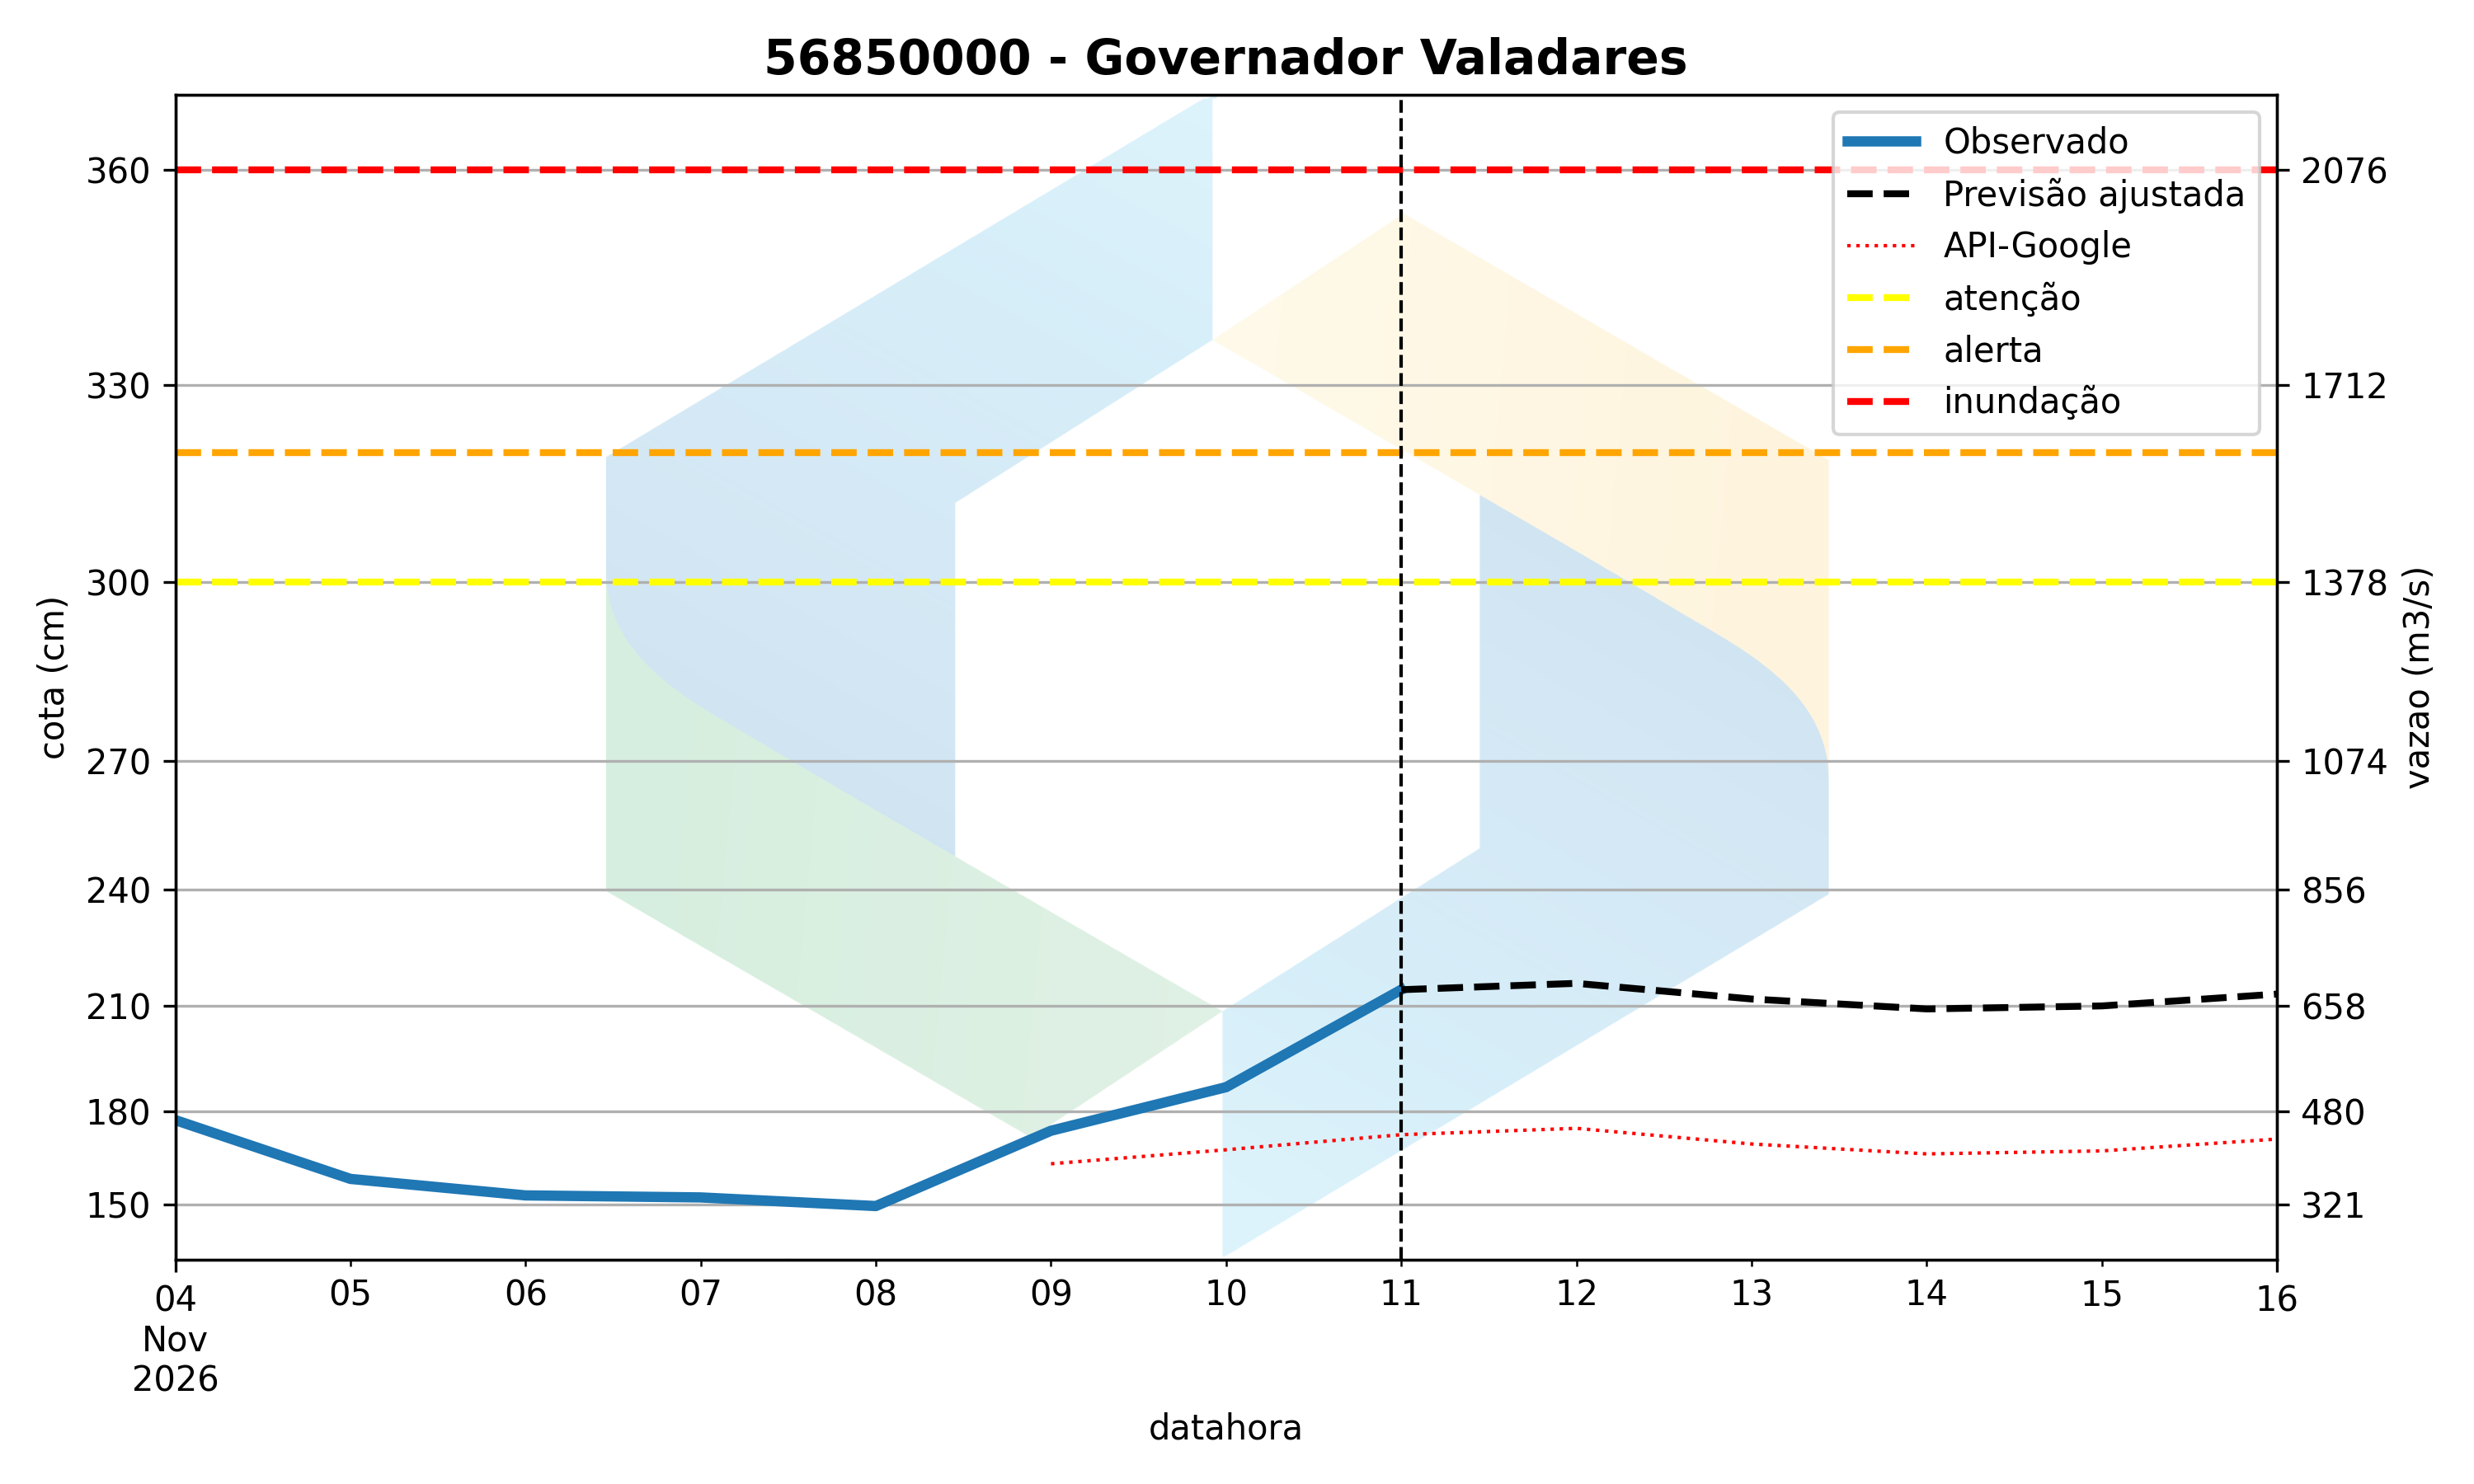 56850000 - Governador Valadares
Observado
Previsão ajustada
API-Google
atenção
alerta
inundação
cota (cm)
360
330
300
270
240
210
180
150
2076
1712
1378
1074
856
658
480
321
vazao (m3/s)
04 05 06 07 08 09 10 11 12 13 14 15 16
Nov
2026
datahora